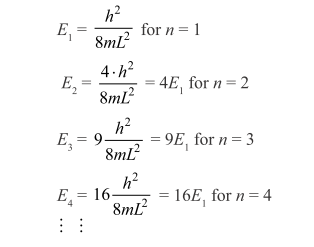 E₁ = h²/8mL² for n = 1
E₂ = 4·h²/8mL² = 4E₁ for n = 2
E₃ = 9 h²/8mL² = 9E₁ for n = 3
E₄ = 16 h²/8mL² = 16E₁ for n = 4
⋮ ⋮